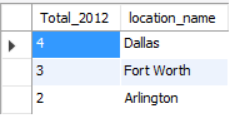 Total_2012 location_name
4 Dallas
3 Fort Worth
2 Arlington